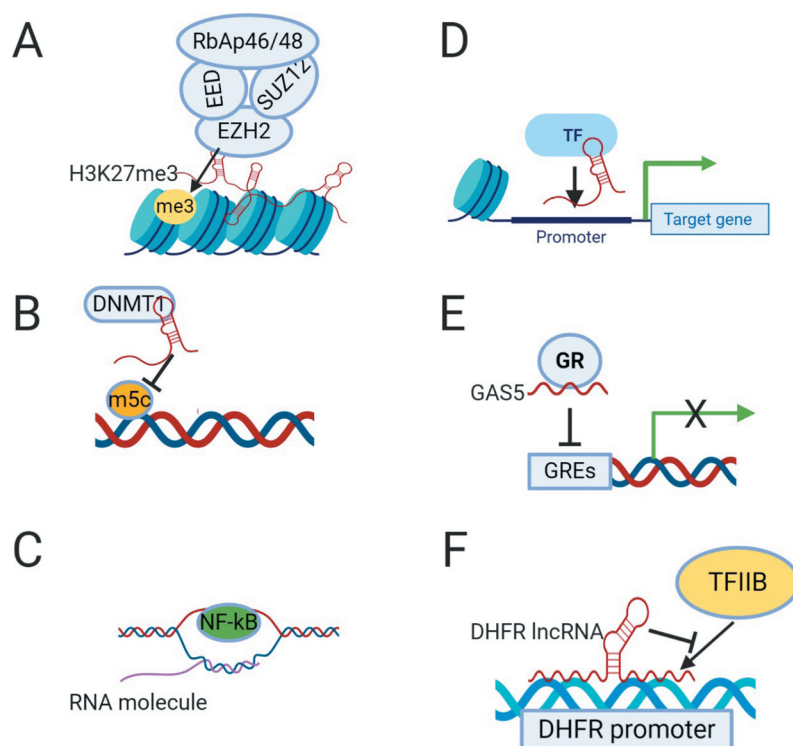 A
RbAp46/48
EED
SUZ12
EZH2
H3K27me3
me3
B
DNMT1
m5c
C
NF-kB
RNA molecule
D
TF
Promoter
Target gene
E
GR
GAS5
X
GREs
F
TFIIB
DHFR lncRNA
DHFR promoter